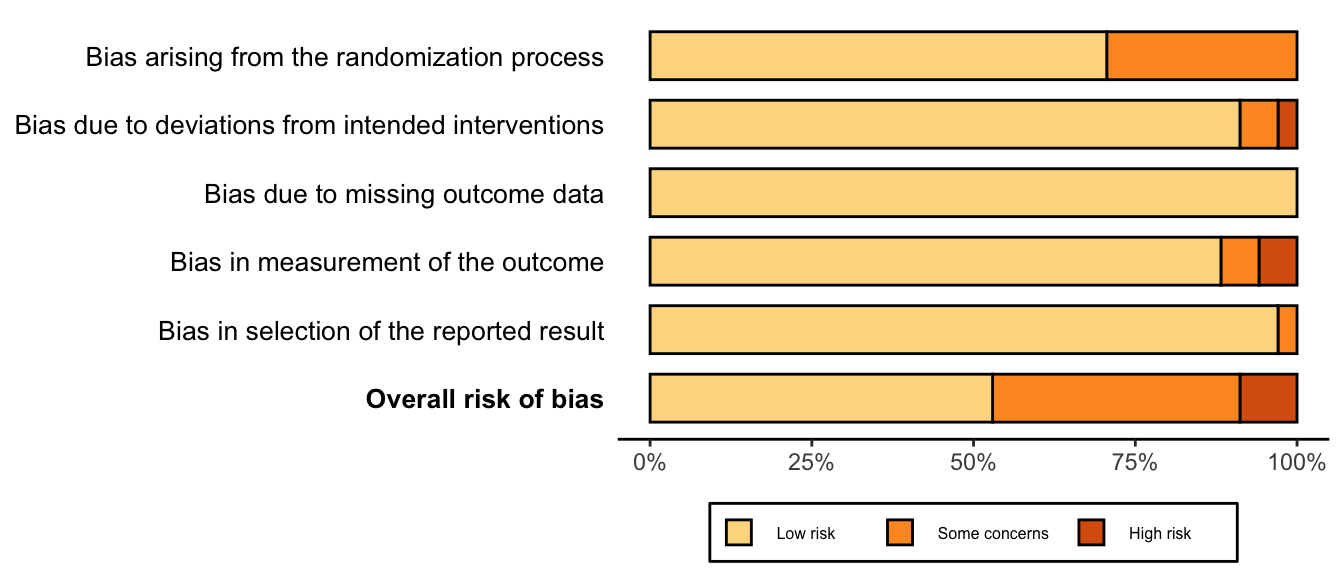 Bias arising from the randomization process
Bias due to deviations from intended interventions
Bias due to missing outcome data
Bias in measurement of the outcome
Bias in selection of the reported result
Overall risk of bias
0% 25% 50% 75% 100%
Low risk Some concerns High risk